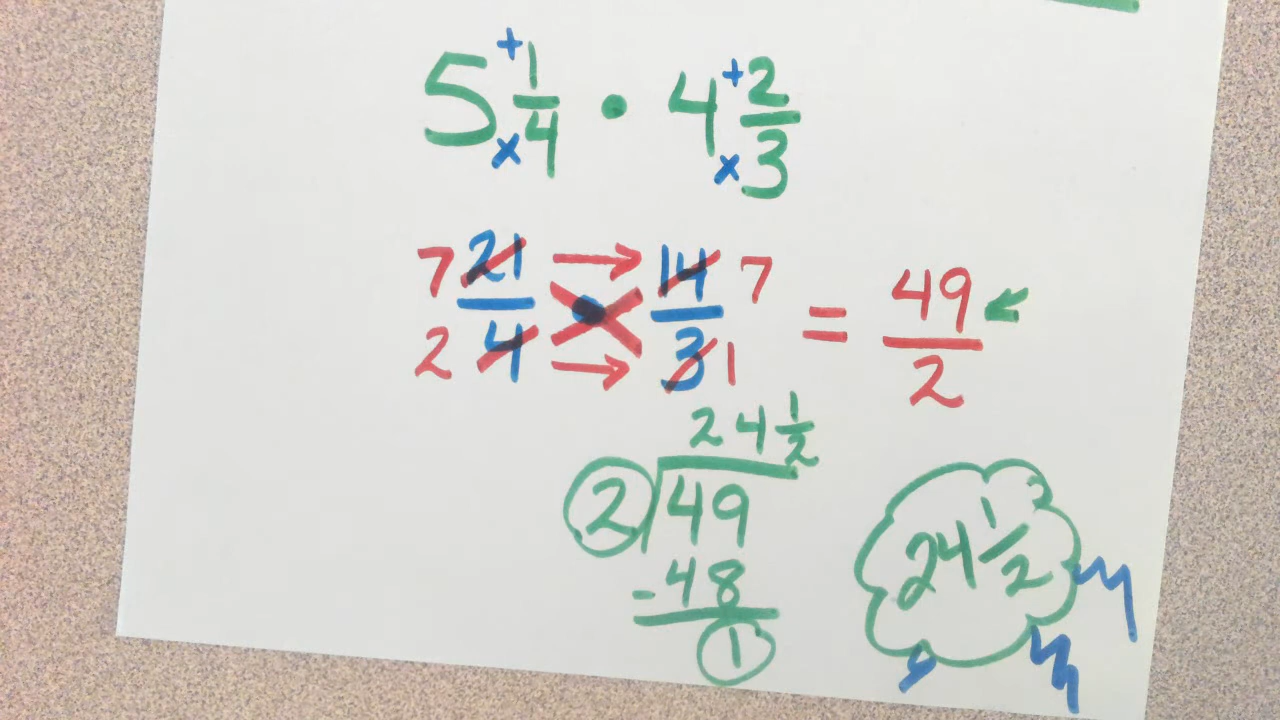 5 + 1/4 x • 4 + 2/3 x
7 21/4 2 → • → 14/3 7 1 = 49/2
24 1/2
2 49
- 48
1
24 1/2